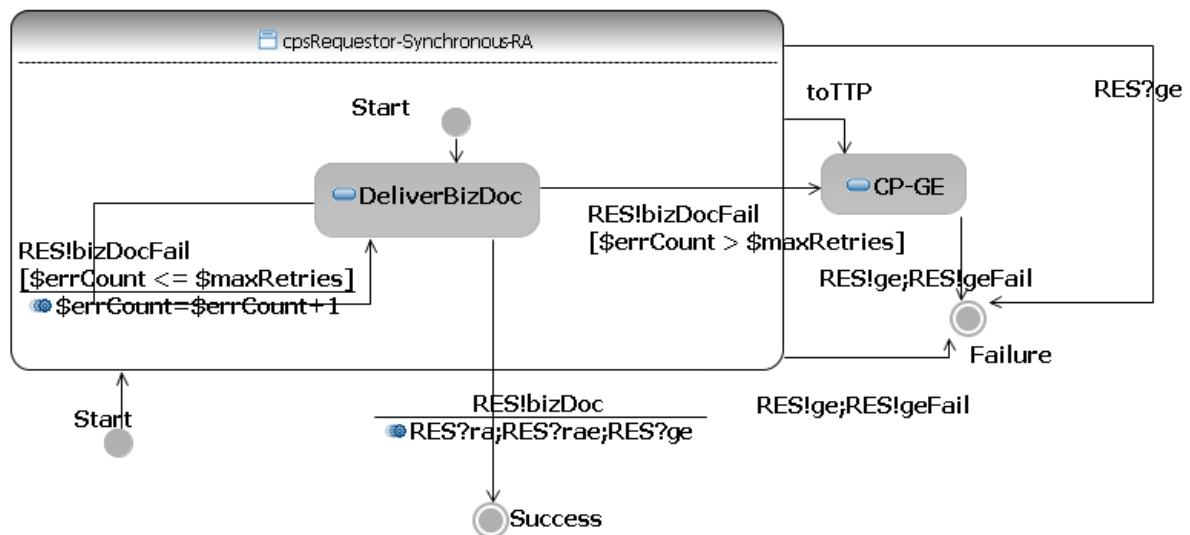 cpsRequestor-Synchronous-RA
Start
toTTP
RES?ge
DeliverBizDoc
CP-GE
RES!bizDocFail
[$errCount > $maxRetries]
RES!bizDocFail
[$errCount <= $maxRetries]
$errCount=$errCount+1
RES!ge;RES!geFail
Failure
Start
RES!bizDoc
RES?ra;RES?rae;RES?ge
RES!ge;RES!geFail
Success